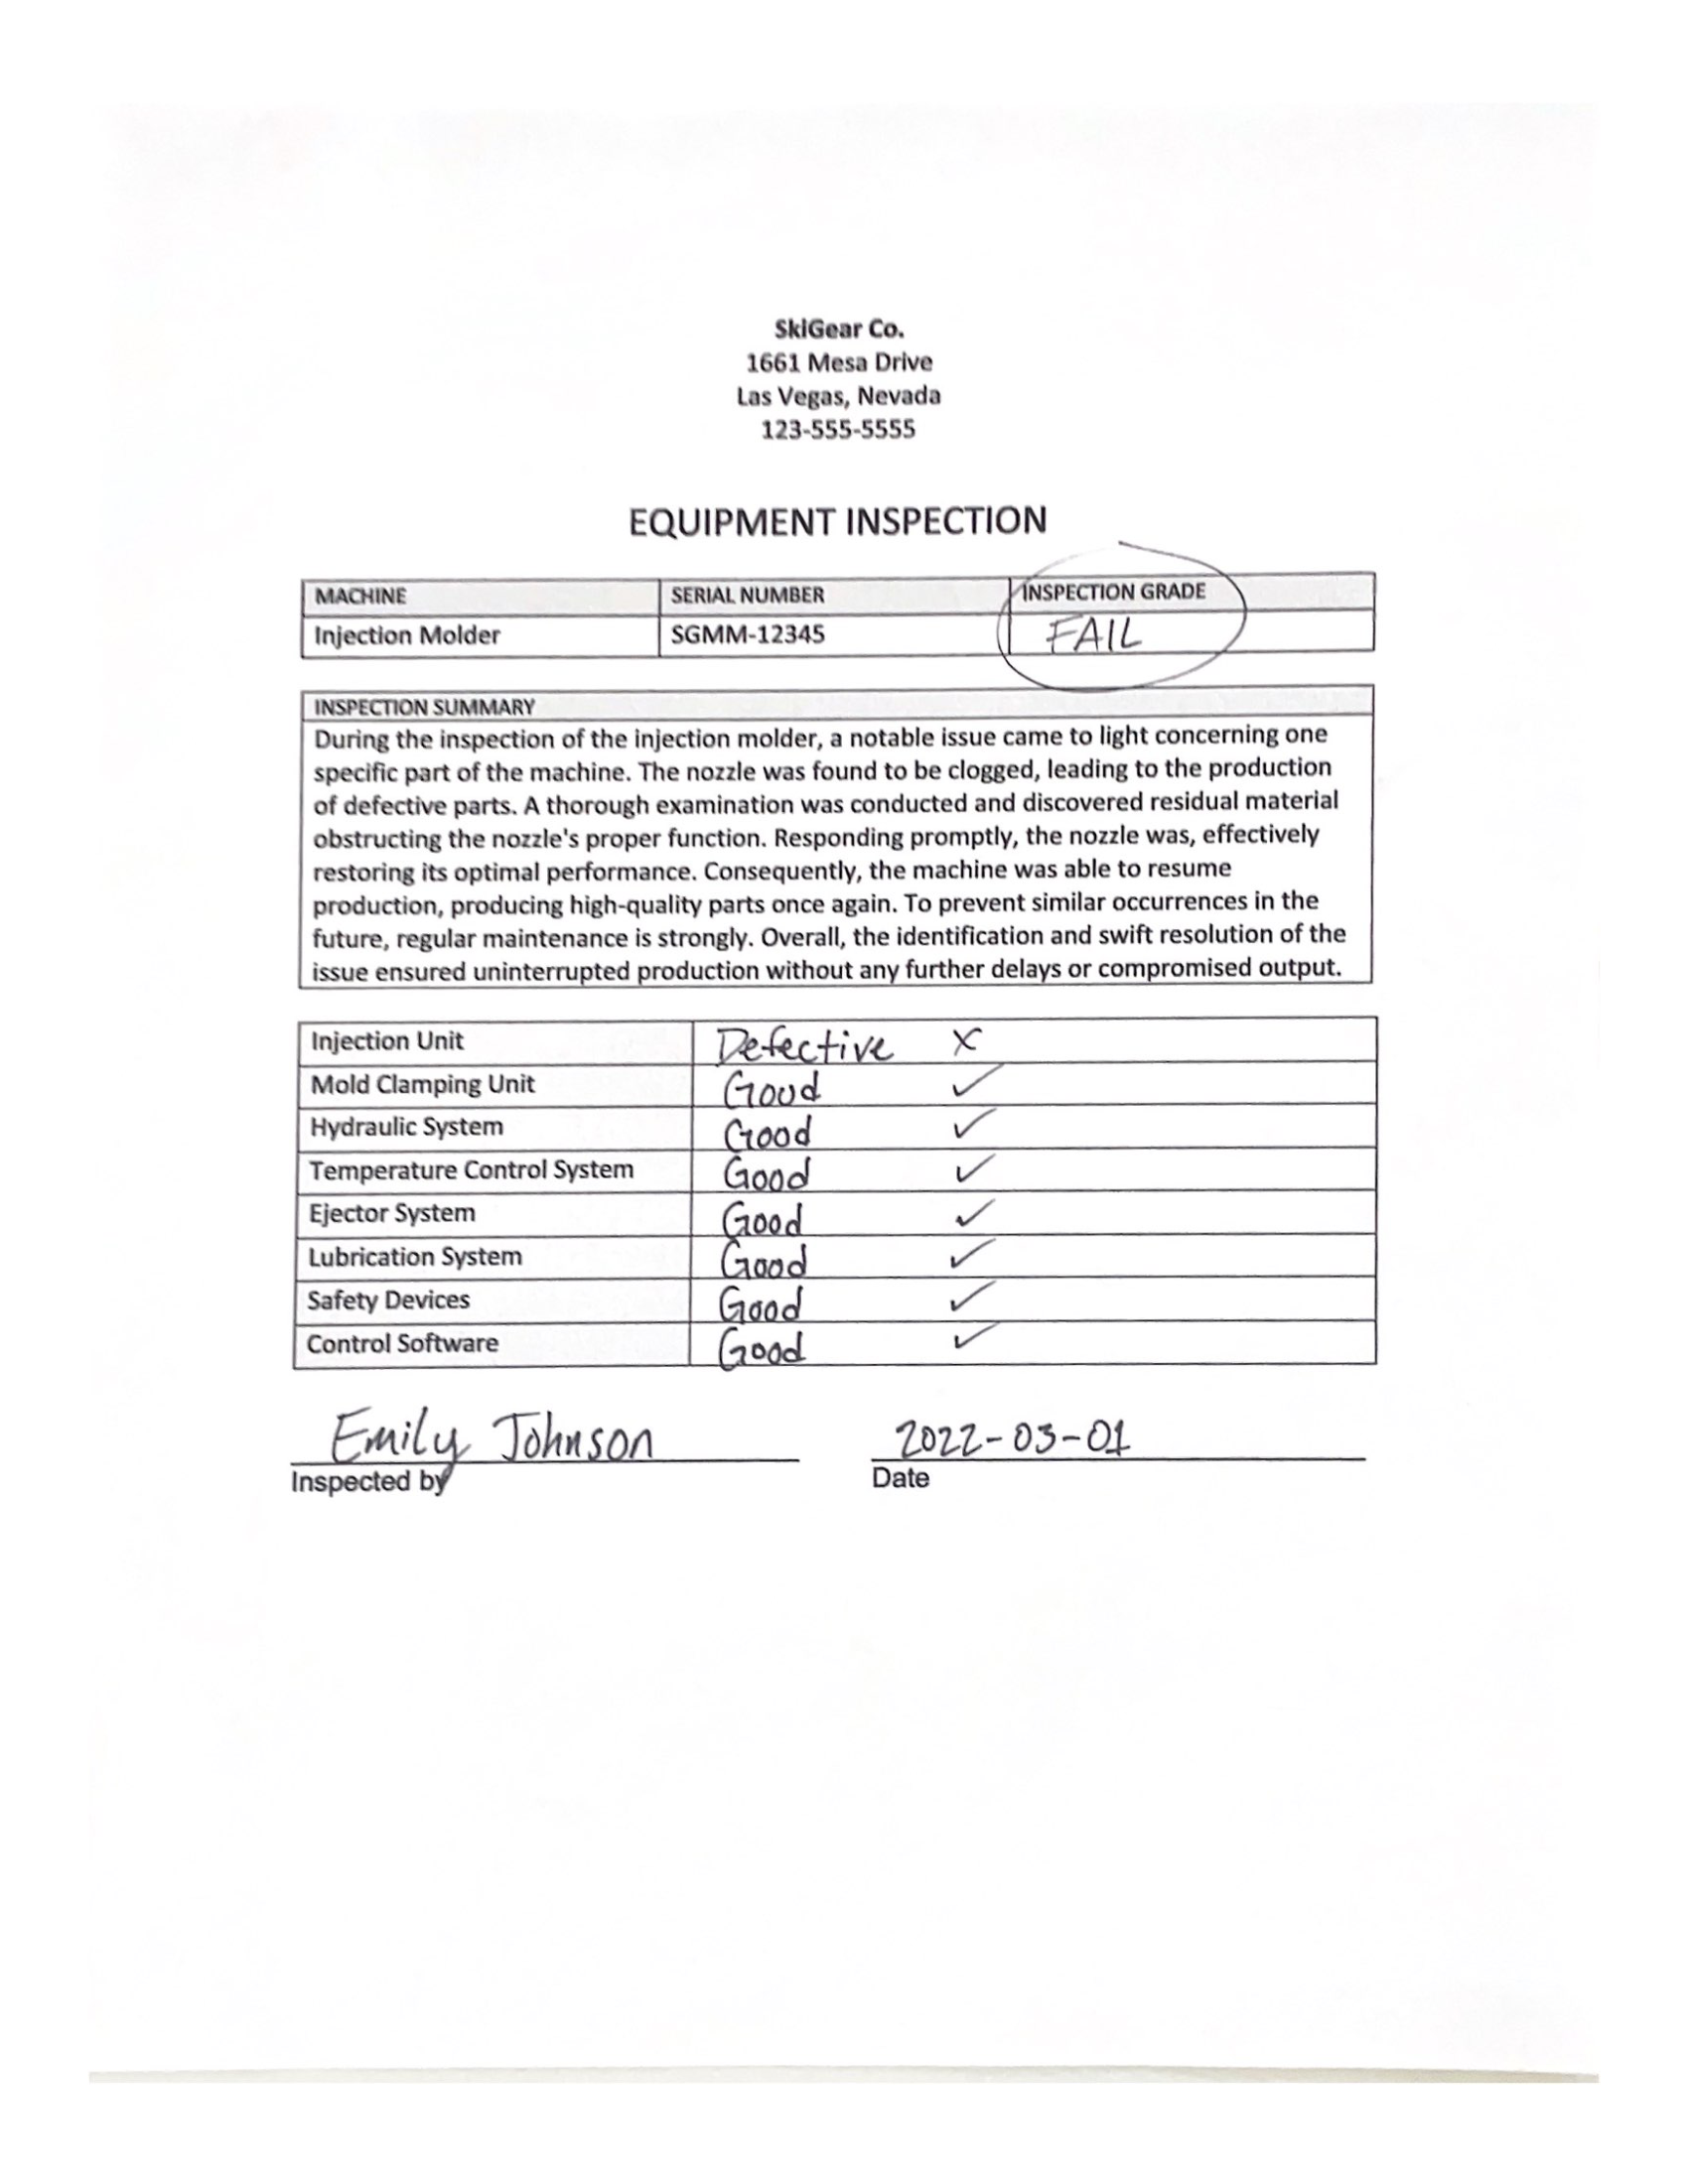 SkiGear Co.
1661 Mesa Drive
Las Vegas, Nevada
123-555-5555
EQUIPMENT INSPECTION
MACHINE SERIAL NUMBER INSPECTION GRADE
Injection Molder SGMM-12345 FAIL
INSPECTION SUMMARY
During the inspection of the injection molder, a notable issue came to light concerning one
specific part of the machine. The nozzle was found to be clogged, leading to the production
of defective parts. A thorough examination was conducted and discovered residual material
obstructing the nozzle's proper function. Responding promptly, the nozzle was, effectively
restoring its optimal performance. Consequently, the machine was able to resume
production, producing high-quality parts once again. To prevent similar occurrences in the
future, regular maintenance is strongly. Overall, the identification and swift resolution of the
issue ensured uninterrupted production without any further delays or compromised output.
Injection Unit Defective X
Mold Clamping Unit Good ✓
Hydraulic System Good ✓
Temperature Control System Good ✓
Ejector System Good ✓
Lubrication System Good ✓
Safety Devices Good ✓
Control Software Good ✓
Emily Johnson 2022-03-01
Inspected by Date